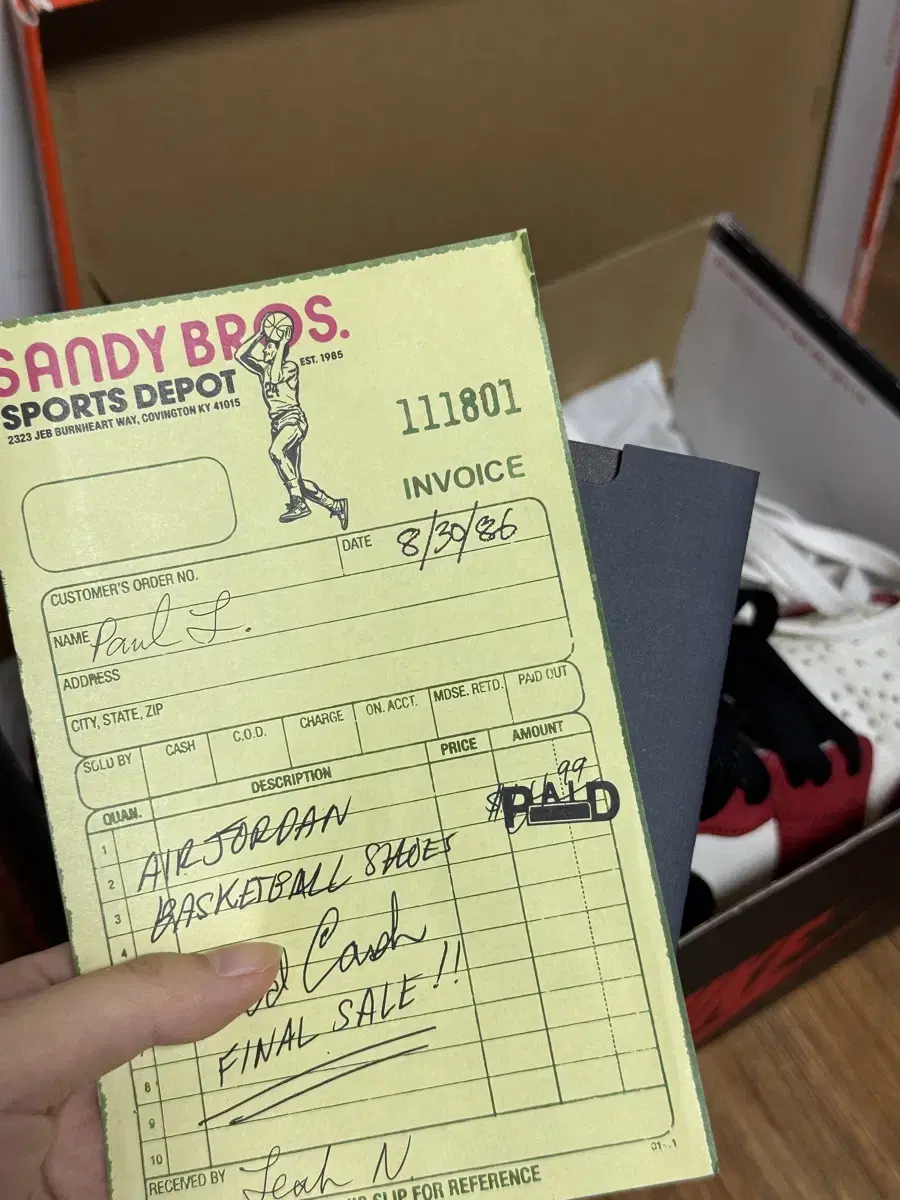 SANDY BROS.
SPORTS DEPOT
EST. 1985
2323 JEB BURNHEART WAY, COVINGTON KY 41015
24
111801
INVOICE
CUSTOMER'S ORDER NO.
DATE 8/30/86
NAME Paul L.
ADDRESS
CITY, STATE, ZIP
SOLD BY CASH C.O.D. CHARGE ON. ACCT. MDSE. RETD. PAID OUT
QUAN. DESCRIPTION PRICE AMOUNT
1
2 AIR JORDAN
3 BASKETBALL SHOES
$ 99
PAID
4
Cash
FINAL SALE!!
8
9
10
RECEIVED BY Leah N.
SLIP FOR REFERENCE